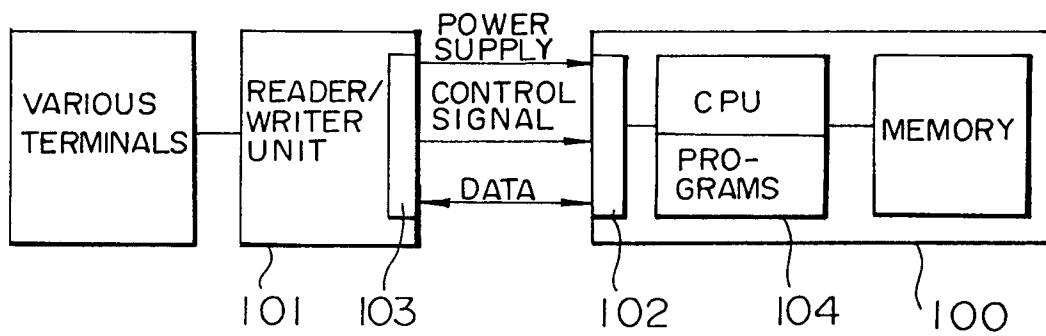 VARIOUS
TERMINALS
READER/
WRITER
UNIT
POWER
SUPPLY
CONTROL
SIGNAL
DATA
CPU
PRO-
GRAMS
MEMORY
101
103
102
104
100